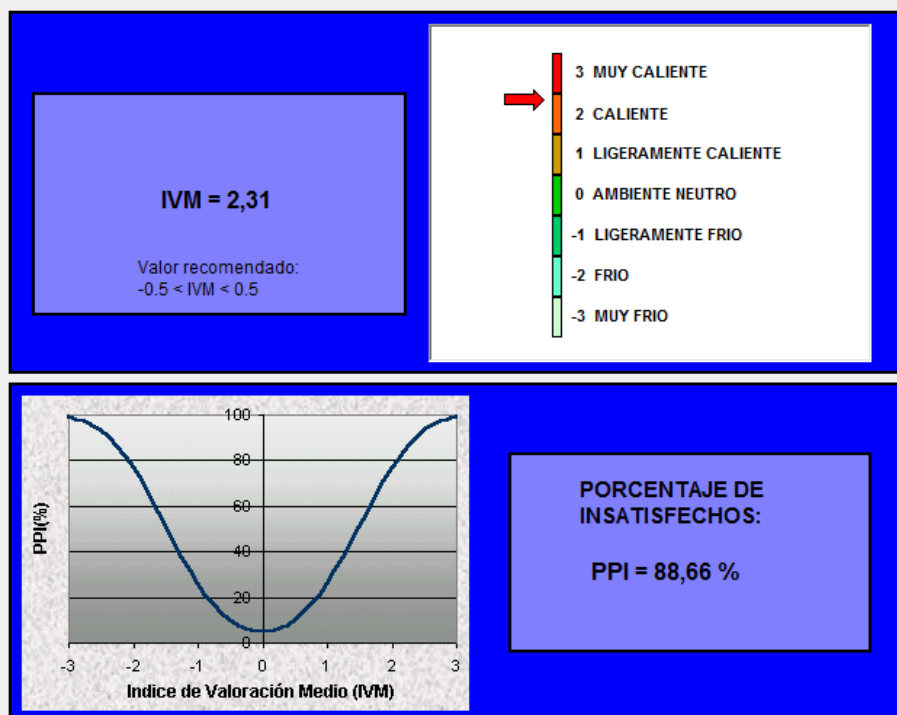 IVM = 2,31
Valor recomendado:
-0.5 < IVM < 0.5
3 MUY CALIENTE
2 CALIENTE
1 LIGERAMENTE CALIENTE
0 AMBIENTE NEUTRO
-1 LIGERAMENTE FRIO
-2 FRIO
-3 MUY FRIO
100
80
60
40
20
0
PPI(%)
-3 -2 -1 0 1 2 3
Indice de Valoración Medio (IVM)
PORCENTAJE DE
INSATISFECHOS:
PPI = 88,66 %